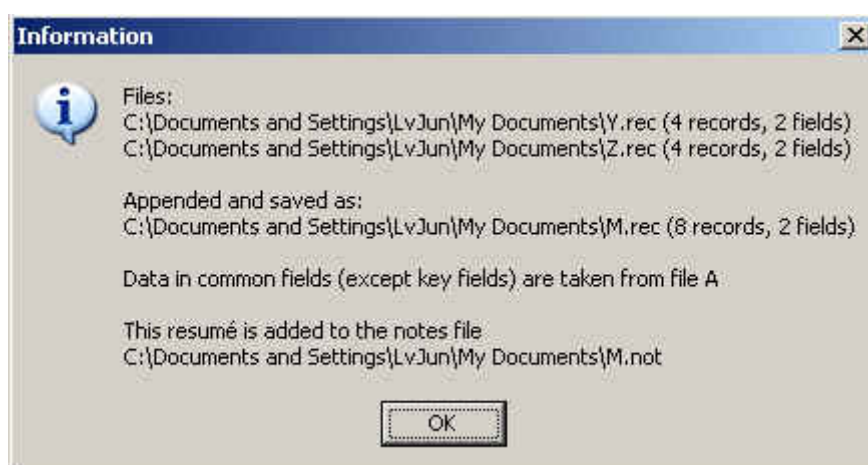 Information
Files:
C:\Documents and Settings\LvJun\My Documents\Y.rec (4 records, 2 fields)
C:\Documents and Settings\LvJun\My Documents\Z.rec (4 records, 2 fields)
Appended and saved as:
C:\Documents and Settings\LvJun\My Documents\M.rec (8 records, 2 fields)
Data in common fields (except key fields) are taken from file A
This resumé is added to the notes file
C:\Documents and Settings\LvJun\My Documents\M.not
OK